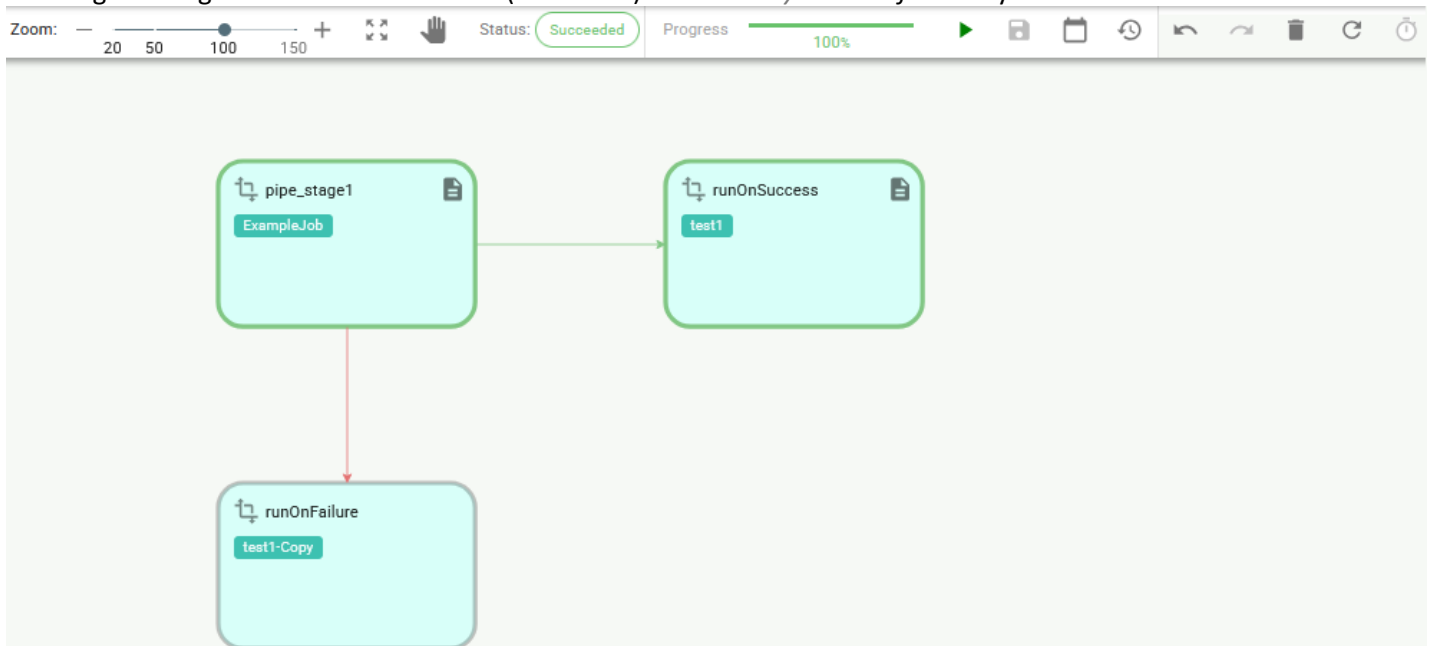 Zoom:
20 50 100 150
Status: Succeeded
Progress
100%
pipe_stage1
ExampleJob
runOnSuccess
test1
runOnFailure
test1-Copy